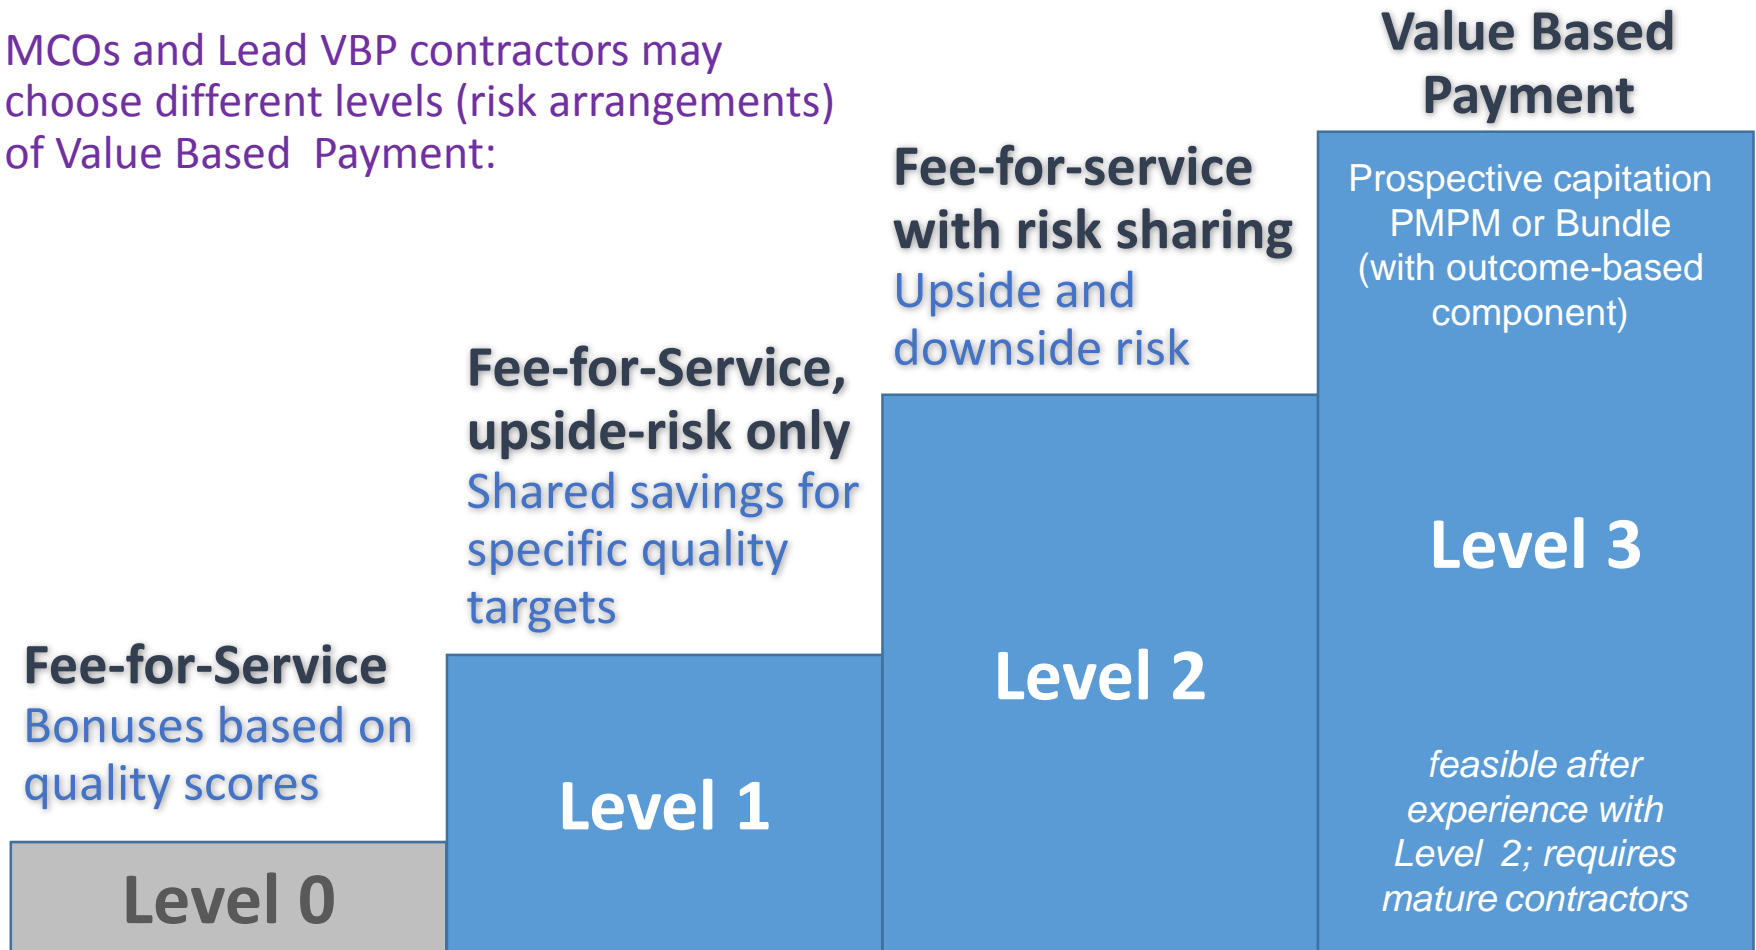 MCOs and Lead VBP contractors may
choose different levels (risk arrangements)
of Value Based  Payment:
Fee-for-Service
Bonuses based on
quality scores
Level 0
Fee-for-Service,
upside-risk only
Shared savings for
specific quality
targets
Level 1
Fee-for-service
with risk sharing
Upside and
downside risk
Level 2
Value Based
Payment
Prospective capitation
PMPM or Bundle
(with outcome-based
component)
Level 3
feasible after
experience with
Level  2; requires
mature contractors